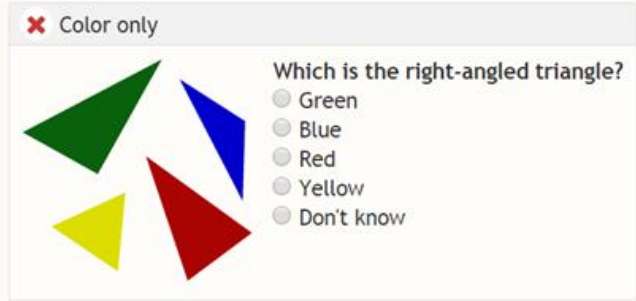 Color only
Which is the right-angled triangle?
Green
Blue
Red
Yellow
Don't know